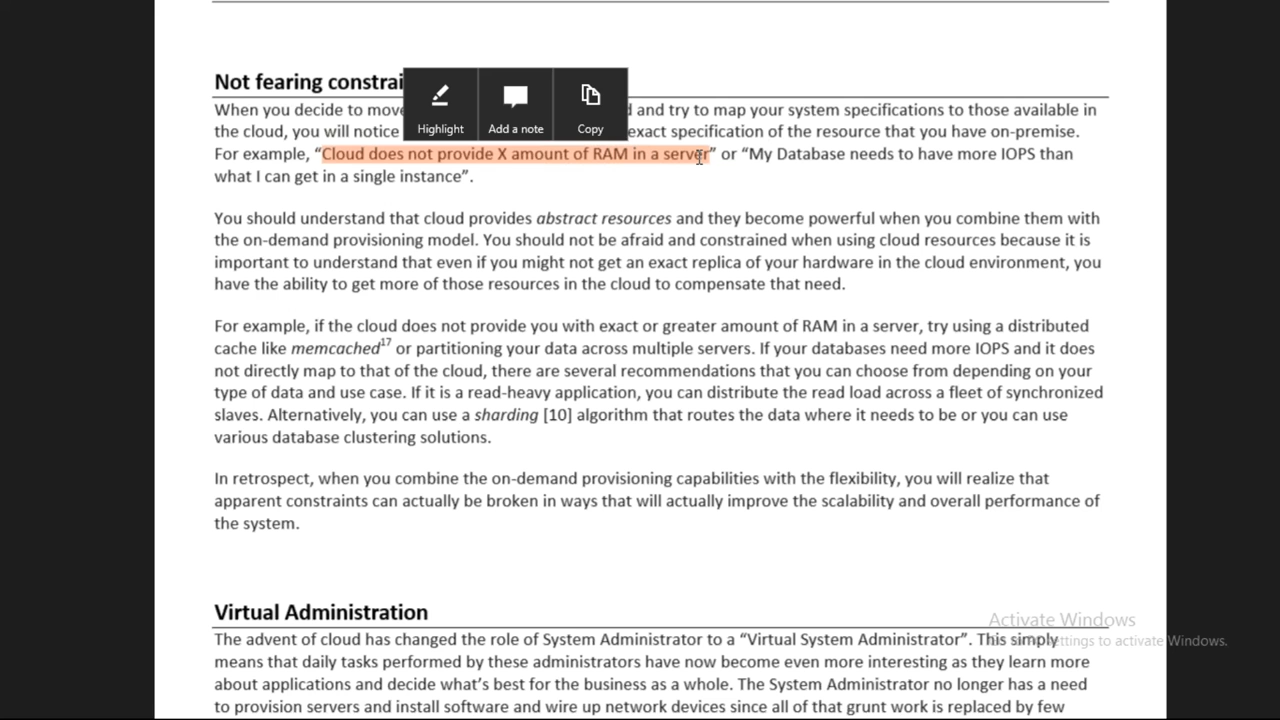 Not fearing constrai
Highlight
Add a note
Copy
When you decide to move d and try to map your system specifications to those available in
the cloud, you will notice exact specification of the resource that you have on-premise.
For example, “Cloud does not provide X amount of RAM in a server” or “My Database needs to have more IOPS than
what I can get in a single instance”.
You should understand that cloud provides abstract resources and they become powerful when you combine them with
the on-demand provisioning model. You should not be afraid and constrained when using cloud resources because it is
important to understand that even if you might not get an exact replica of your hardware in the cloud environment, you
have the ability to get more of those resources in the cloud to compensate that need.
For example, if the cloud does not provide you with exact or greater amount of RAM in a server, try using a distributed
cache like memcached17 or partitioning your data across multiple servers. If your databases need more IOPS and it does
not directly map to that of the cloud, there are several recommendations that you can choose from depending on your
type of data and use case. If it is a read-heavy application, you can distribute the read load across a fleet of synchronized
slaves. Alternatively, you can use a sharding [10] algorithm that routes the data where it needs to be or you can use
various database clustering solutions.
In retrospect, when you combine the on-demand provisioning capabilities with the flexibility, you will realize that
apparent constraints can actually be broken in ways that will actually improve the scalability and overall performance of
the system.
Virtual Administration
Activate Windows
The advent of cloud has changed the role of System Administrator to a “Virtual System Administrator”. This simply
settings to activate Windows.
means that daily tasks performed by these administrators have now become even more interesting as they learn more
about applications and decide what’s best for the business as a whole. The System Administrator no longer has a need
to provision servers and install software and wire up network devices since all of that grunt work is replaced by few